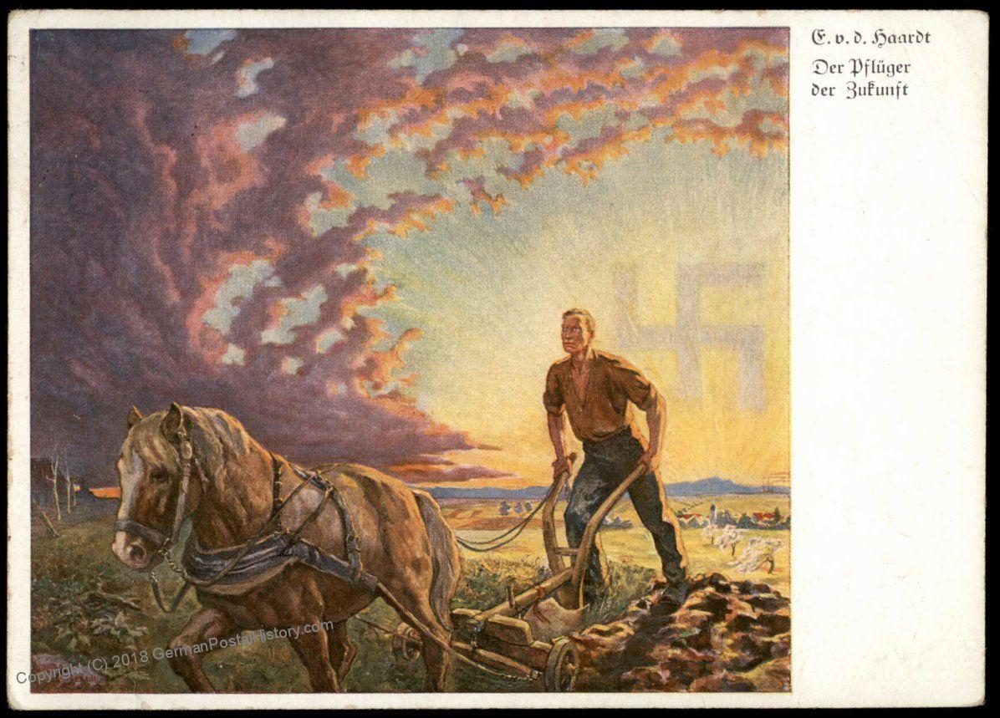 E. v. d. Haardt
Der Pflüger
der Zukunft
Copyright (C) 2018 GermanPostalHistory.com